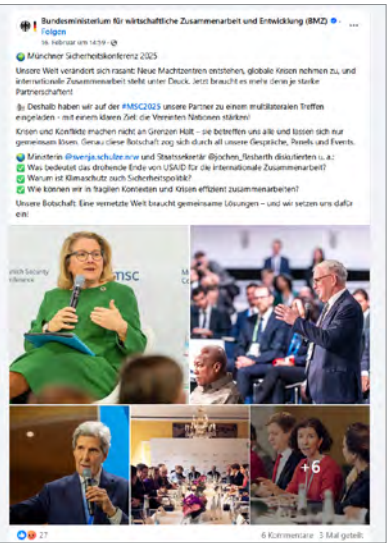 Bundesministerium für wirtschaftliche Zusammenarbeit und Entwicklung (BMZ)
Folgen
16. Februar um 14:59
Münchner Sicherheitskonferenz 2025
Unsere Welt verändert sich rasant: Neue Machtzentren entstehen, globale Krisen nehmen zu, und
internationale Zusammenarbeit steht unter Druck. Jetzt braucht es mehr denn je starke
Partnerschaften!
Deshalb haben wir auf der #MSC2025 unsere Partner zu einem multilateralen Treffen
eingeladen - mit einem klaren Ziel: die Vereinten Nationen stärken!
Krisen und Konflikte machen nicht an Grenzen Halt – sie betreffen uns alle und lassen sich nur
gemeinsam lösen. Genau diese Botschaft zog sich durch all unsere Gespräche, Panels und Events.
Ministerin @svenja.schulze.nrw und Staatssekretär @jochen_flasbarth diskutierten u. a.:
Was bedeutet das drohende Ende von USAID für die internationale Zusammenarbeit?
Warum ist Klimaschutz auch Sicherheitspolitik?
Wie können wir in fragilen Kontexten und Krisen effizient zusammenarbeiten?
Unsere Botschaft: Eine vernetzte Welt braucht gemeinsame Lösungen – und wir setzen uns dafür
ein!
Munich Security
Conference
msc
+6
27
6 Kommentare 3 Mal geteilt